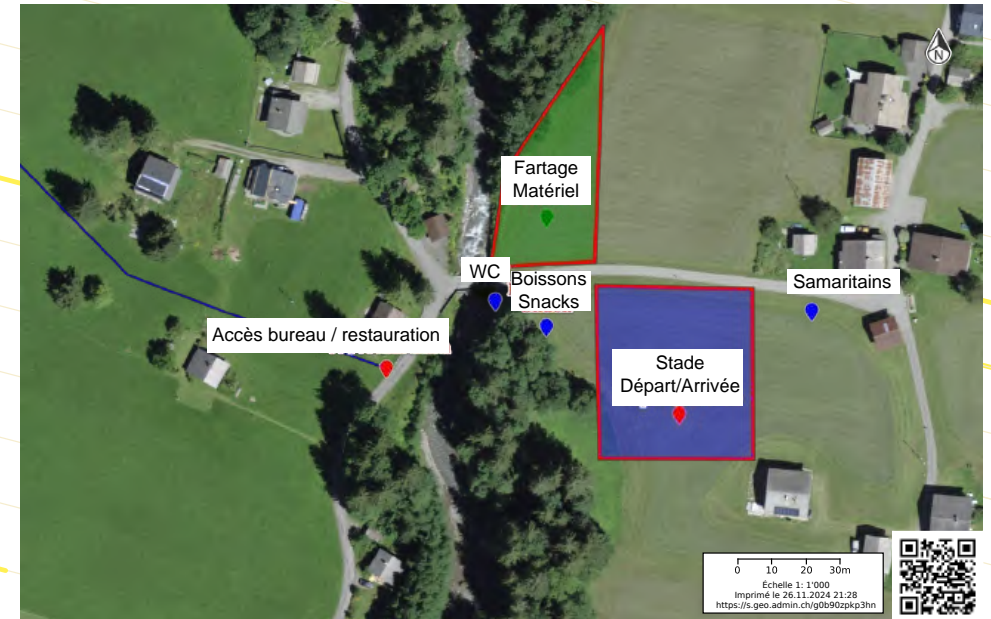 N
Fartage
Matériel
WC
Boissons
Snacks
Samaritains
Accès bureau / restauration
Stade
Départ/Arrivée
0 10 20 30m
Échelle 1: 1'000
Imprimé le 26.11.2024 21:28
https://s.geo.admin.ch/g0b90zpkp3hn